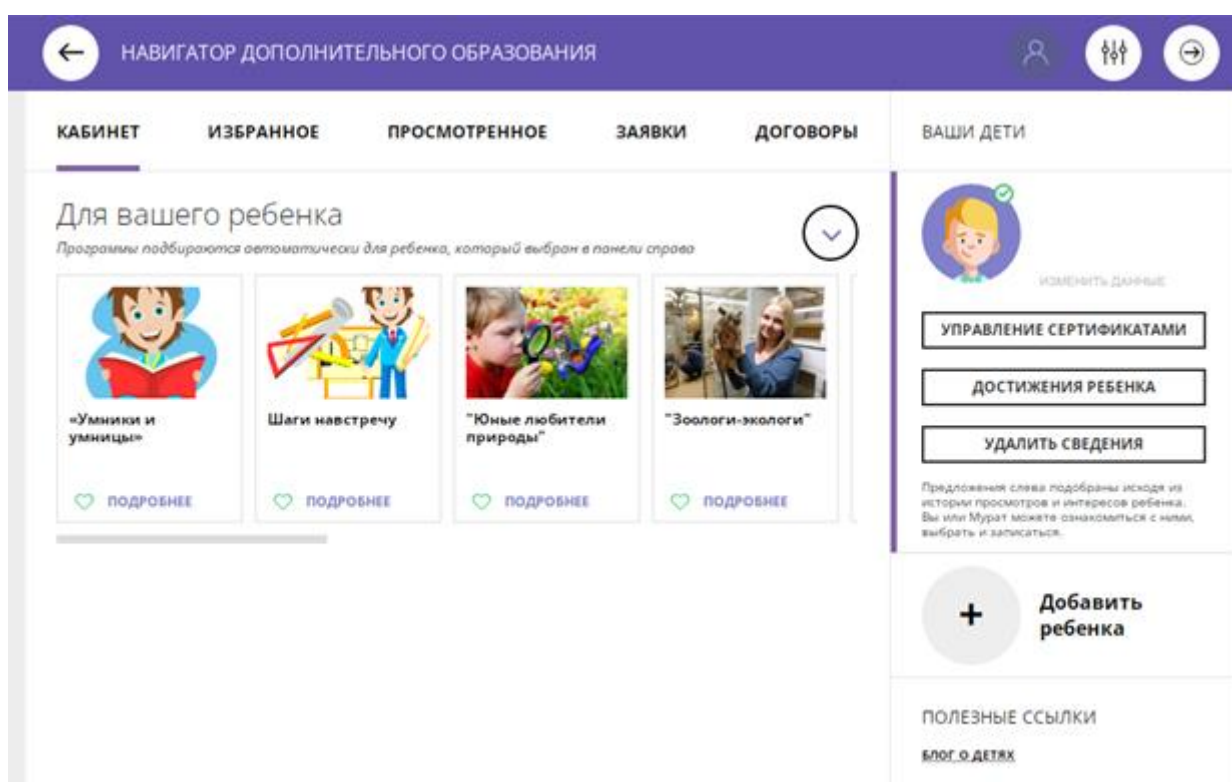 НАВИГАТОР ДОПОЛНИТЕЛЬНОГО ОБРАЗОВАНИЯ
КАБИНЕТ
ИЗБРАННОЕ
ПРОСМОТРЕННОЕ
ЗАЯВКИ
ДОГОВОРЫ
Для вашего ребенка
Программы подбираются автоматически для ребенка, который выбран в панели справа
«Умники и
умницы»
ПОДРОБНЕЕ
Шаги навстречу
ПОДРОБНЕЕ
"Юные любители
природы"
ПОДРОБНЕЕ
"Зоологи-экологи"
ПОДРОБНЕЕ
ВАШИ ДЕТИ
ИЗМЕНИТЬ ДАННЫЕ
УПРАВЛЕНИЕ СЕРТИФИКАТАМИ
ДОСТИЖЕНИЯ РЕБЕНКА
УДАЛИТЬ СВЕДЕНИЯ
Предложения слева подобраны исходя из
истории просмотров и интересов ребенка.
Вы или Мурат можете ознакомиться с ними,
выбрать и записаться.
Добавить
ребенка
ПОЛЕЗНЫЕ ССЫЛКИ
БЛОГ О ДЕТЯХ